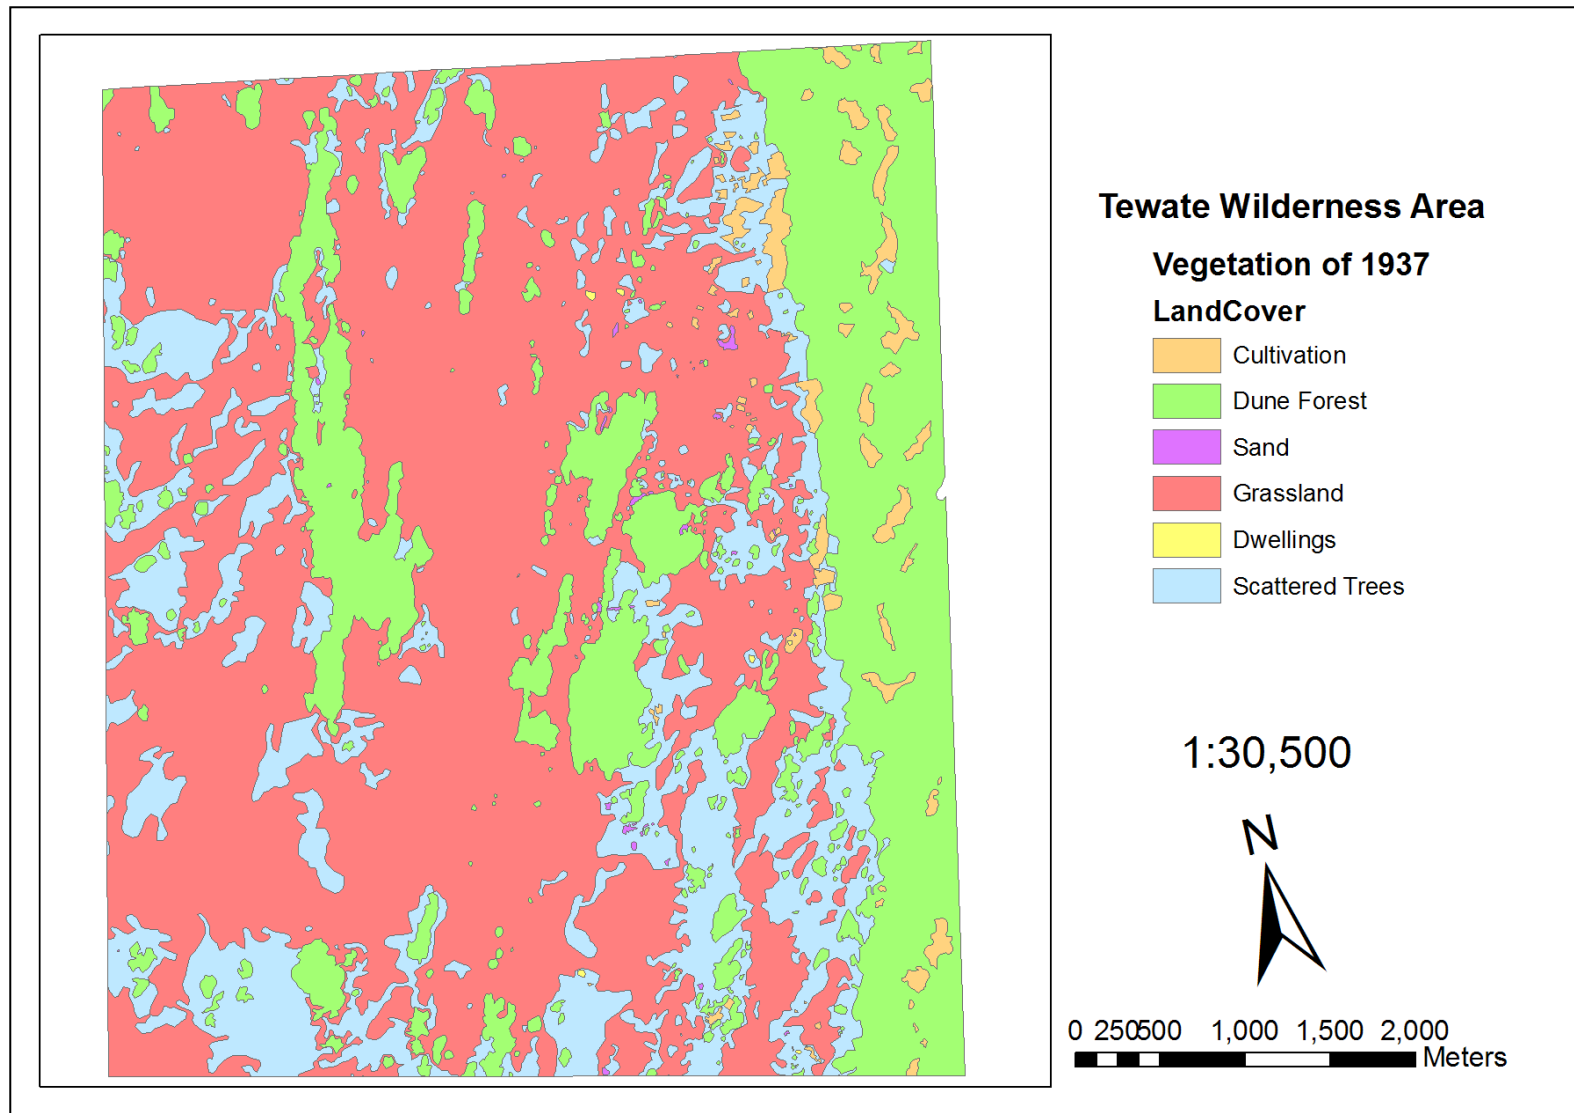 Tewate Wilderness Area
Vegetation of 1937
LandCover
Cultivation
Dune Forest
Sand
Grassland
Dwellings
Scattered Trees
1:30,500
N
0 250500 1,000 1,500 2,000
Meters